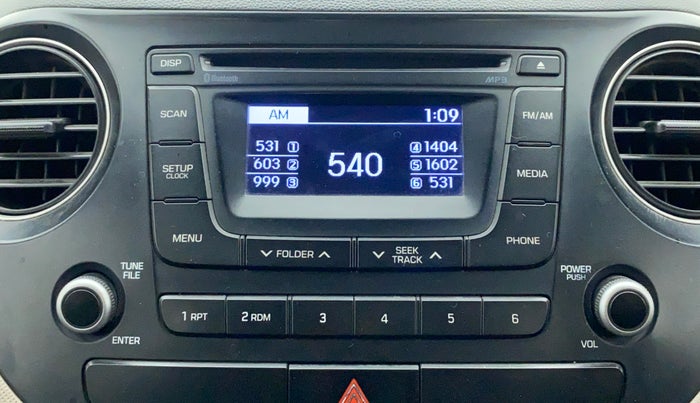 DISP
Bluetooth
MP3
SCAN
AM 1:09
FM/AM
531 1 4 1404
603 2 540 5 1602
999 3 6 531
SETUP
CLOCK
MEDIA
MENU
FOLDER
SEEK
TRACK
PHONE
TUNE
FILE
POWER
PUSH
1 RPT 2 RDM 3 4 5 6
ENTER
VOL